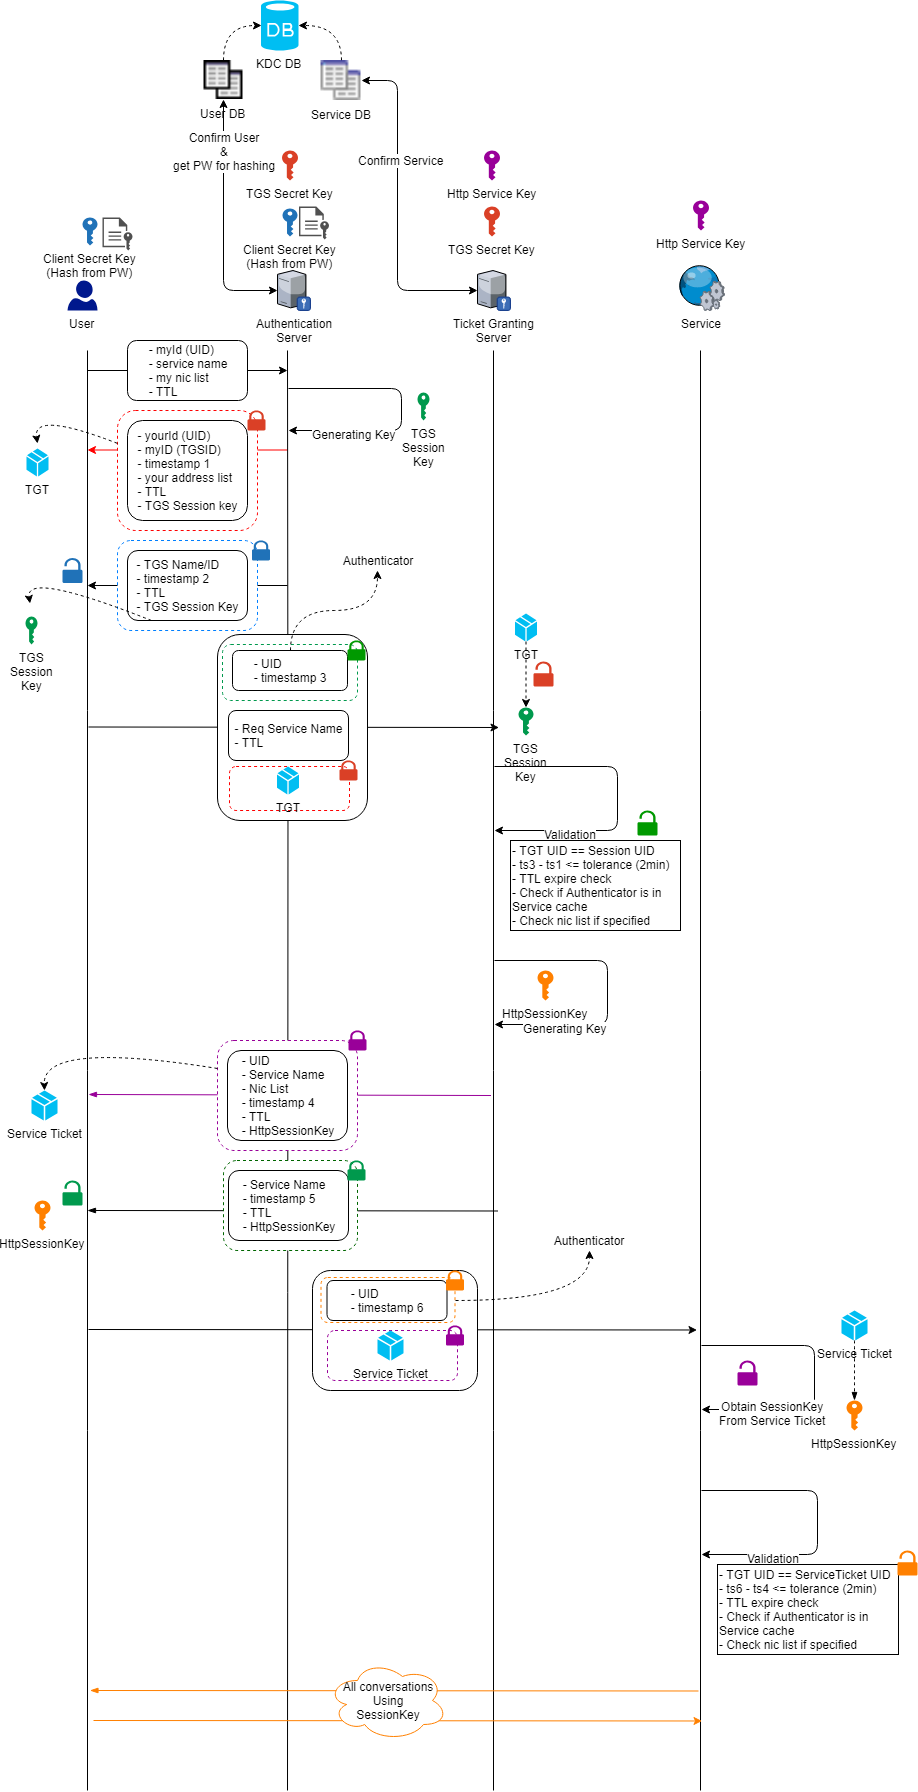 DB
KDC DB
User DB
Service DB
Confirm User
&
get PW for hashing
Confirm Service
TGS Secret Key
Http Service Key
Client Secret Key
(Hash from PW)
Client Secret Key
(Hash from PW)
TGS Secret Key
Http Service Key
User
Authentication
Server
Ticket Granting
Server
Service
- myId (UID)
- service name
- my nic list
- TTL
Generating Key
TGS
Session
Key
- yourId (UID)
- myID (TGSID)
- timestamp 1
- your address list
- TTL
- TGS Session key
TGT
- TGS Name/ID
- timestamp 2
- TTL
- TGS Session Key
TGS
Session
Key
Authenticator
- UID
- timestamp 3
- Req Service Name
- TTL
TGT
TGT
TGS
Session
Key
Validation
- TGT UID == Session UID
- ts3 - ts1 <= tolerance (2min)
- TTL expire check
- Check if Authenticator is in
Service cache
- Check nic list if specified
HttpSessionKey
Generating Key
- UID
- Service Name
- Nic List
- timestamp 4
- TTL
- HttpSessionKey
Service Ticket
- Service Name
- timestamp 5
- TTL
- HttpSessionKey
HttpSessionKey
Authenticator
- UID
- timestamp 6
Service Ticket
Service Ticket
Obtain SessionKey
From Service Ticket
HttpSessionKey
Validation
- TGT UID == ServiceTicket UID
- ts6 - ts4 <= tolerance (2min)
- TTL expire check
- Check if Authenticator is in
Service cache
- Check nic list if specified
All conversations
Using
SessionKey